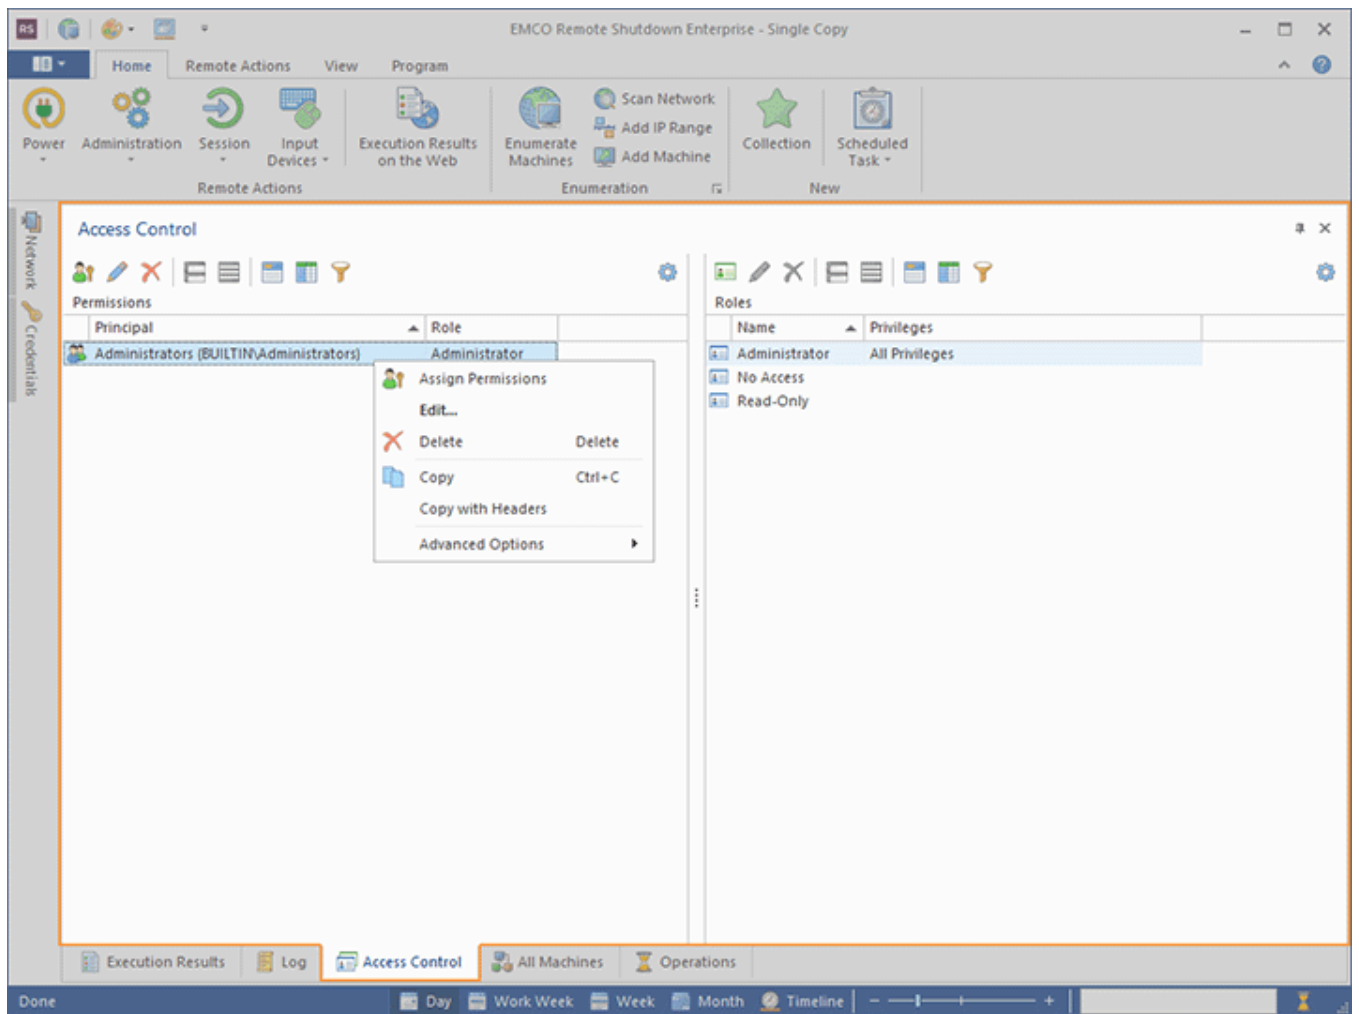 RS
EMCO Remote Shutdown Enterprise - Single Copy
Home Remote Actions View Program
Power
Administration
Session
Input Devices
Execution Results on the Web
Enumerate Machines
Scan Network
Add IP Range
Add Machine
Collection
Scheduled Task
Remote Actions
Enumeration
New
Network
Credentials
Access Control
Permissions
Principal Role
Administrators (BUILTIN\Administrators) Administrator
Assign Permissions
Edit...
Delete Delete
Copy Ctrl+C
Copy with Headers
Advanced Options
Roles
Name Privileges
Administrator All Privileges
No Access
Read-Only
Execution Results Log Access Control All Machines Operations
Done Day Work Week Week Month Timeline